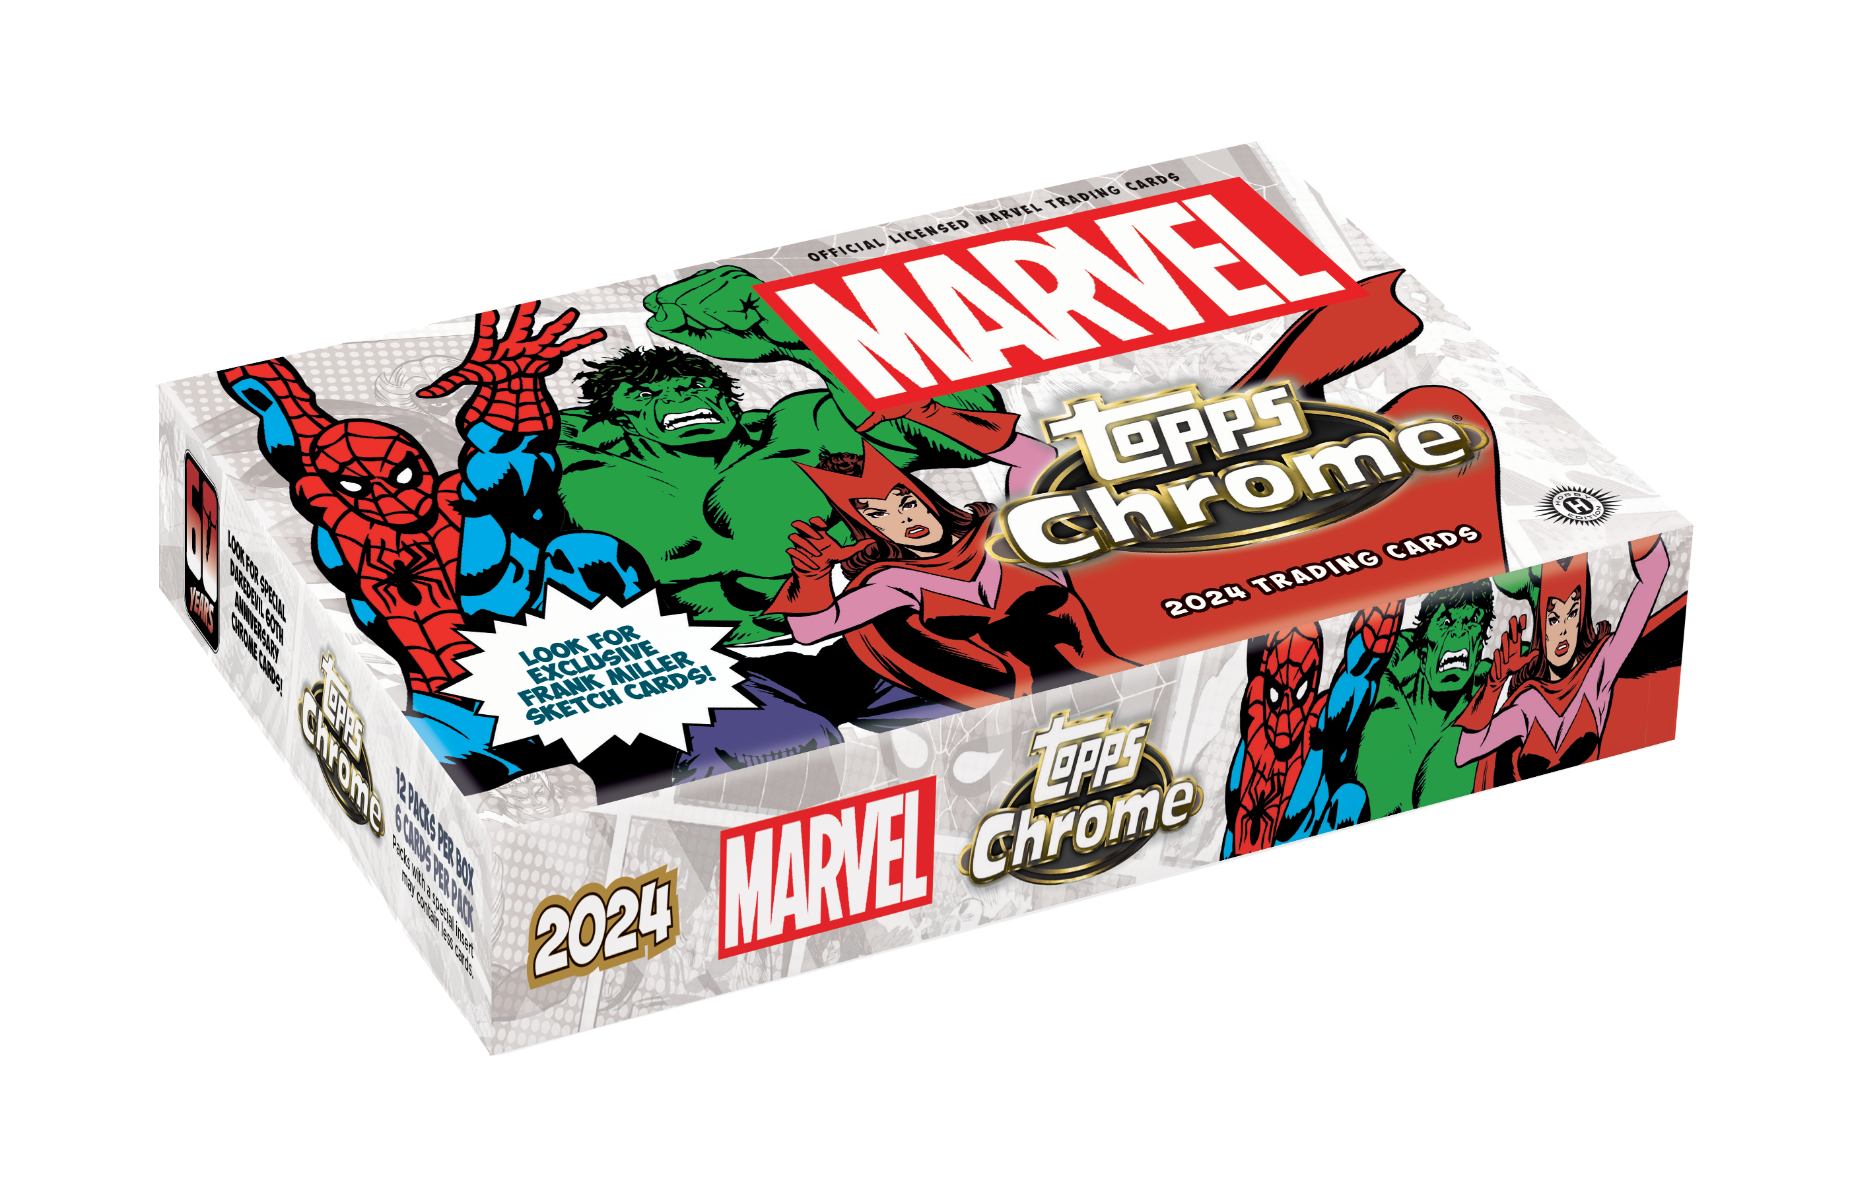 OFFICIAL LICENSED MARVEL TRADING CARDS
MARVEL
topps
Chrome®
2024 TRADING CARDS
HOBBY
H
EDITION
LOOK FOR
EXCLUSIVE
FRANK MILLER
SKETCH CARDS!
60
YEARS
LOOK FOR SPECIAL
DAREDEVIL 60TH
ANNIVERSARY
CHROME CARDS!
topps
Chrome
12 PACKS PER BOX
6 CARDS PER PACK
Packs with a special insert
may contain less cards.
2024
MARVEL
topps
Chrome